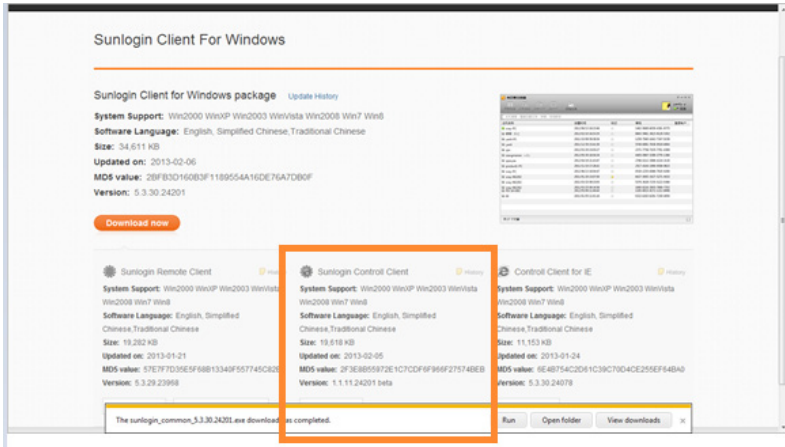 Sunlogin Client For Windows
Sunlogin Client for Windows package Update History
System Support: Win2000 WinXP Win2003 WinVista Win2008 Win7 Win8
Software Language: English, Simplified Chinese,Traditional Chinese
Size: 34,611 KB
Updated on: 2013-02-06
MD5 value: 2BFB3D160B3F1189554A16DE76A7DB0F
Version: 5.3.30.24201
Download now
Sunlogin Remote Client History
System Support: Win2000 WinXP Win2003 WinVista
Win2008 Win7 Win8
Software Language: English, Simplified
Chinese,Traditional Chinese
Size: 19,282 KB
Updated on: 2013-01-21
MD5 value: 57E7F7D35E5F68B13340F557745C82E
Version: 5.3.29.23968
Sunlogin Controll Client History
System Support: Win2000 WinXP Win2003 WinVista
Win2008 Win7 Win8
Software Language: English, Simplified
Chinese,Traditional Chinese
Size: 19,618 KB
Updated on: 2013-02-05
MD5 value: 2F3E8B55972E1C7CDF6F956F27574BEB
Version: 1.1.11.24201 beta
Controll Client for IE History
System Support: Win2000 WinXP Win2003 WinVista
Win2008 Win7 Win8
Software Language: English, Simplified
Chinese,Traditional Chinese
Size: 11,153 KB
Updated on: 2013-01-24
MD5 value: 6E4B754C2D61C39C70D4CE255EF64BA0
Version: 5.3.30.24078
The sunlogin_common_5.3.30.24201.exe download has completed.
Run Open folder View downloads